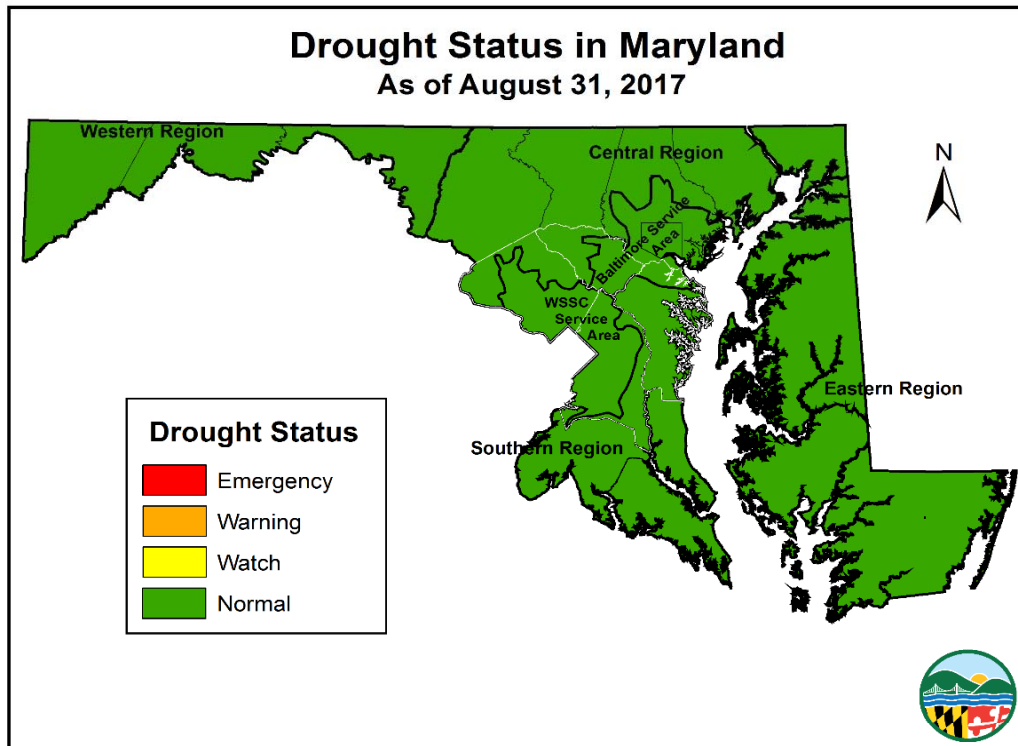 Drought Status in Maryland
As of August 31, 2017
Western Region
Central Region
N
Baltimore Service
Area
WSSC
Service
Area
Eastern Region
Southern Region
Drought Status
Emergency
Warning
Watch
Normal